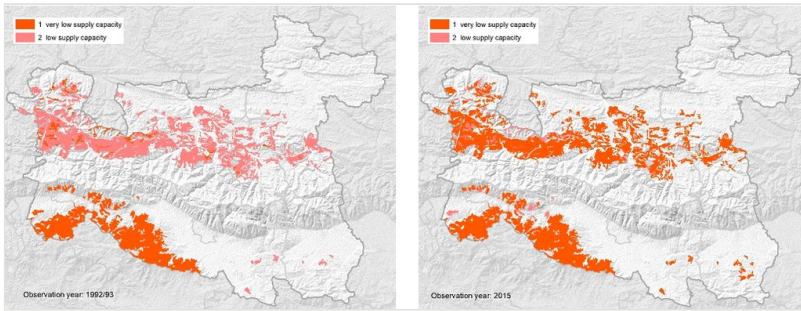 1 very low supply capacity
2 low supply capacity
Observation year: 1992/93
1 very low supply capacity
2 low supply capacity
Observation year: 2015